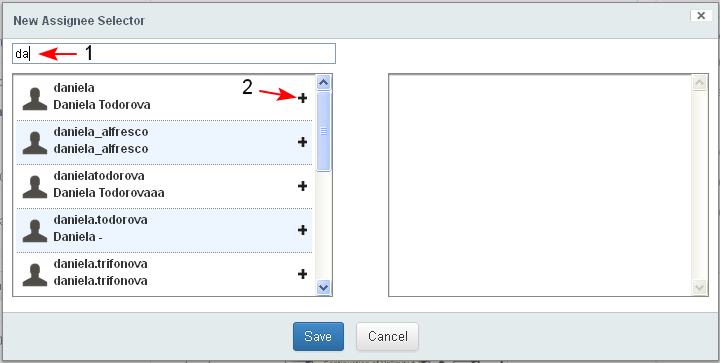 New Assignee Selector
da
1
2
daniela
Daniela Todorova
daniela_alfresco
daniela_alfresco
danielatodorova
Daniela Todorovaaa
daniela.todorova
Daniela -
daniela.trifonova
daniela.trifonova
Save
Cancel